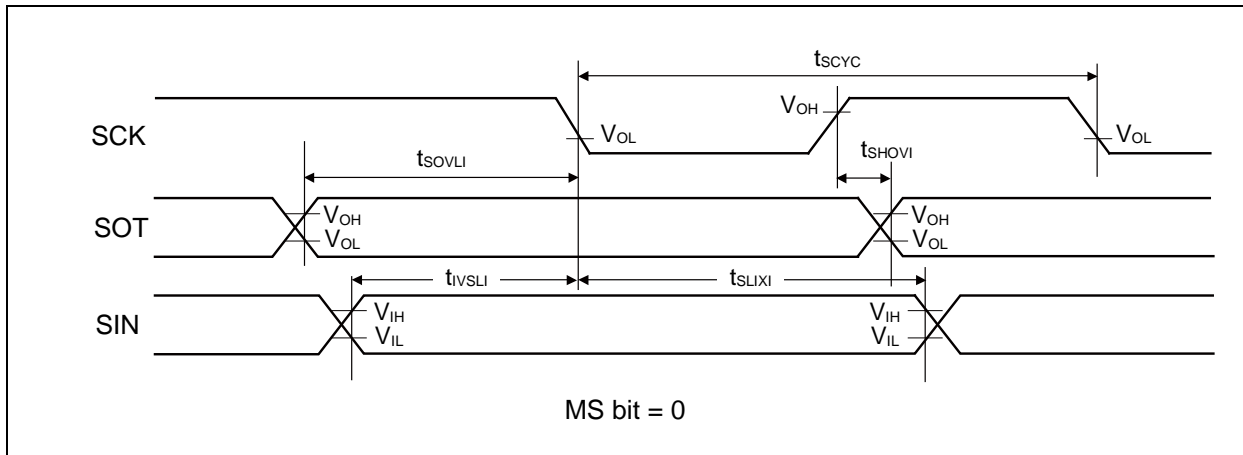 tSCYC
SCK
VOH
VOL
VOL
tSOVLI
tSHOVI
SOT
VOH
VOL
VOH
VOL
tIVSLI
tSLIXI
SIN
VIH
VIL
VIH
VIL
MS bit = 0